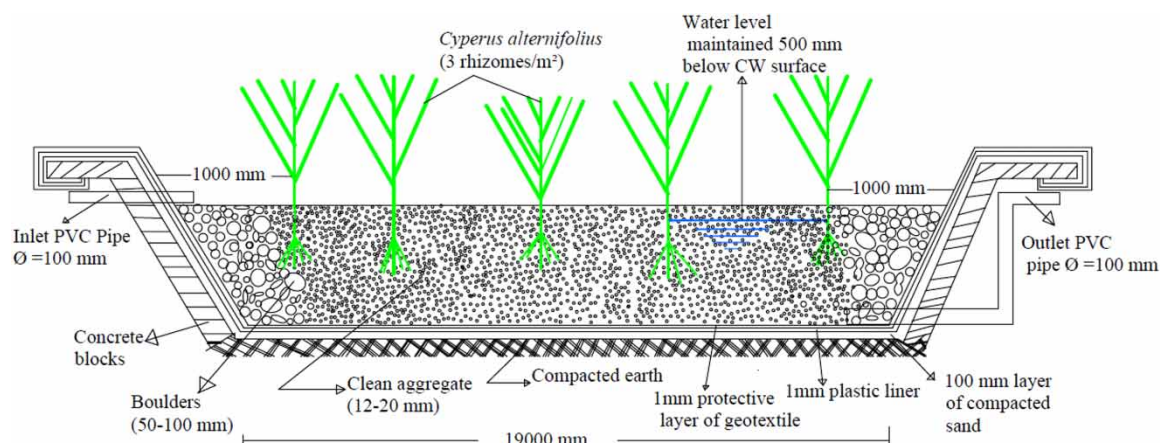 Cyperus alternifolius
(3 rhizomes/m²)
Water level
maintained 500 mm
below CW surface
1000 mm
1000 mm
Inlet PVC Pipe
Ø =100 mm
Outlet PVC
pipe Ø =100 mm
Concrete
blocks
Boulders
(50-100 mm)
Clean aggregate
(12-20 mm)
Compacted earth
1mm protective
layer of geotextile
1mm plastic liner
100 mm layer
of compacted
sand
19000 mm